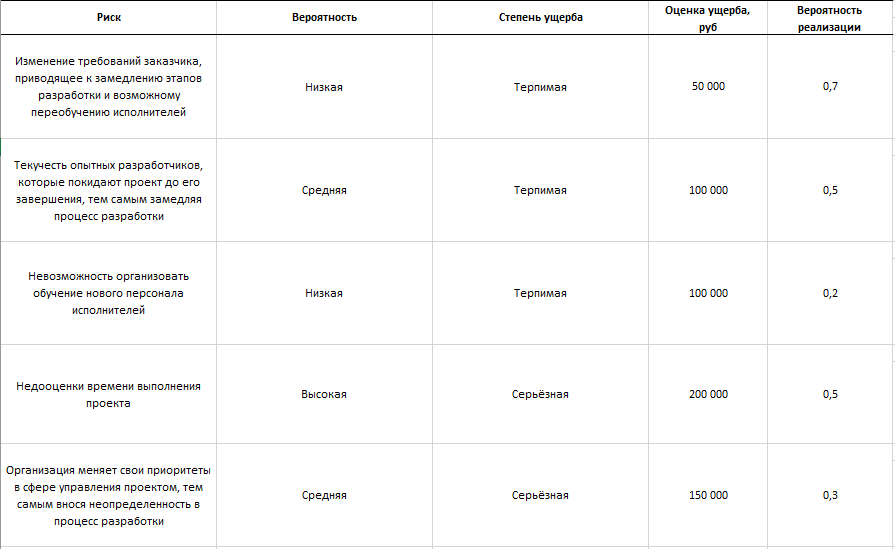 Риск Вероятность Степень ущерба Оценка ущерба, Вероятность
руб реализации
Изменение требований заказчика,
приводящее к замедлению этапов
разработки и возможному
переобучению исполнителей
Низкая Терпимая 50 000 0,7
Текучесть опытных разработчиков,
которые покидают проект до его
завершения, тем самым замедляя
процесс разработки
Средняя Терпимая 100 000 0,5
Невозможность организовать
обучение нового персонала
исполнителей
Низкая Терпимая 100 000 0,2
Недооценки времени выполнения
проекта
Высокая Серьёзная 200 000 0,5
Организация меняет свои приоритеты
в сфере управления проектом, тем
самым внося неопределенность в
процесс разработки
Средняя Серьёзная 150 000 0,3